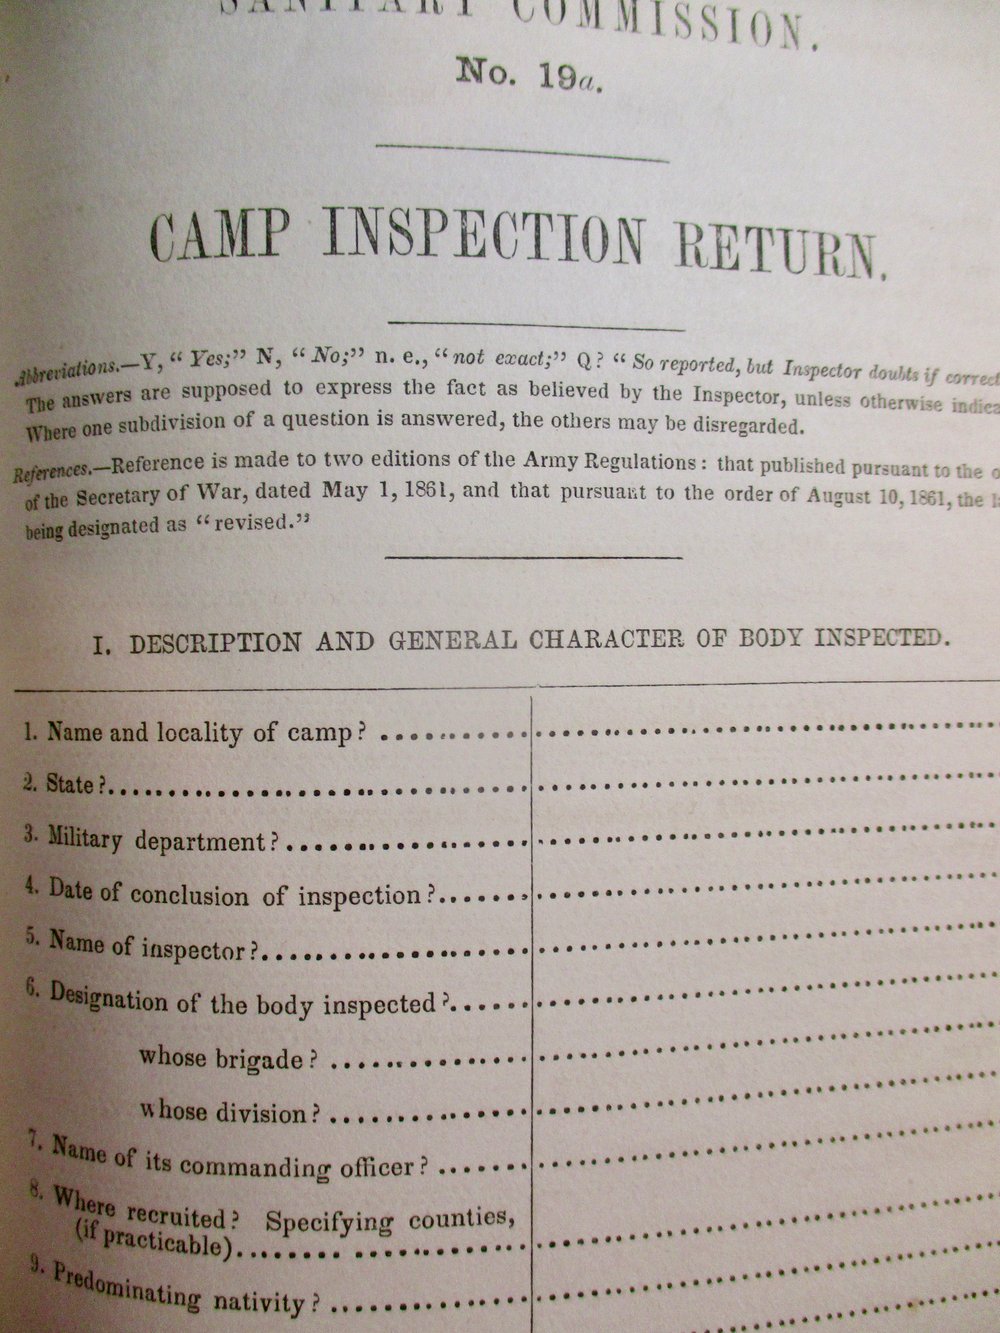 SANITARY COMMISSION.
No. 19a.
CAMP INSPECTION RETURN.
Abbreviations.—Y, “Yes;” N, “No;” n. e., “not exact;” Q? “So reported, but Inspector doubts if correc
The answers are supposed to express the fact as believed by the Inspector, unless otherwise indica
Where one subdivision of a question is answered, the others may be disregarded.
References.—Reference is made to two editions of the Army Regulations: that published pursuant to the o
of the Secretary of War, dated May 1, 1861, and that pursuant to the order of August 10, 1861, the la
being designated as “revised.”
I. DESCRIPTION AND GENERAL CHARACTER OF BODY INSPECTED.
1. Name and locality of camp?
2. State?
3. Military department?
4. Date of conclusion of inspection?
5. Name of inspector?
6. Designation of the body inspected?
whose brigade?
whose division?
7. Name of its commanding officer?
8. Where recruited? Specifying counties,
(if practicable)
9. Predominating nativity?